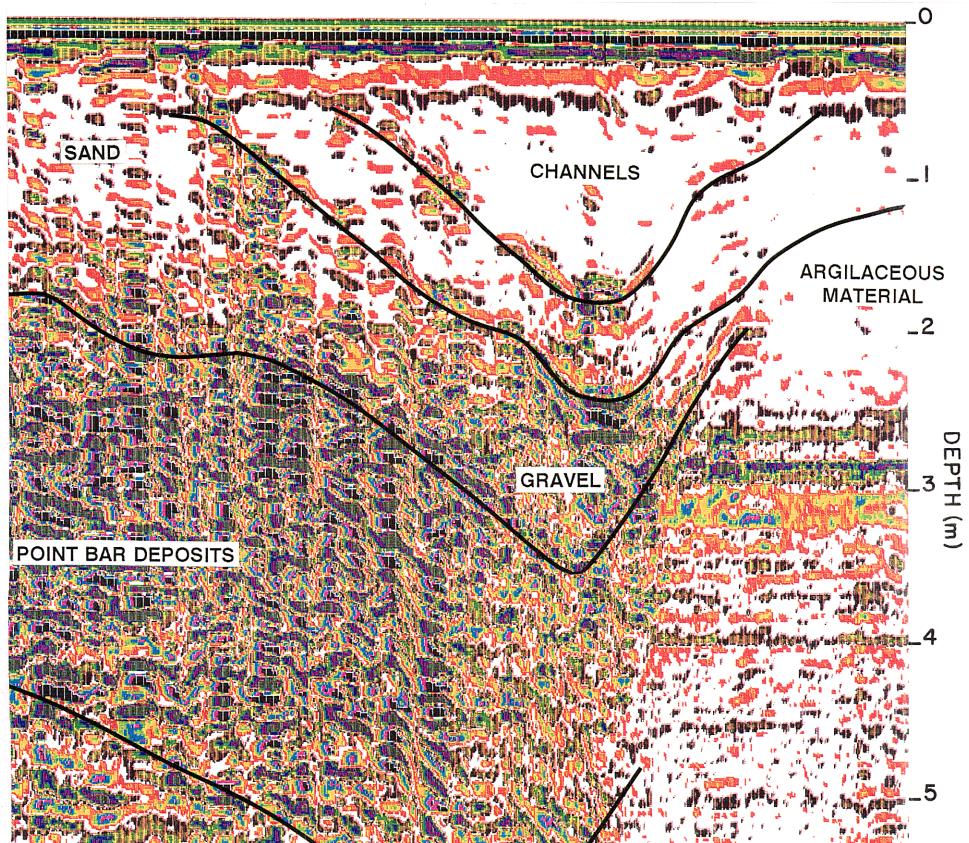 0
SAND
CHANNELS
1
ARGILACEOUS
MATERIAL
2
GRAVEL
3
DEPTH (m)
POINT BAR DEPOSITS
4
5